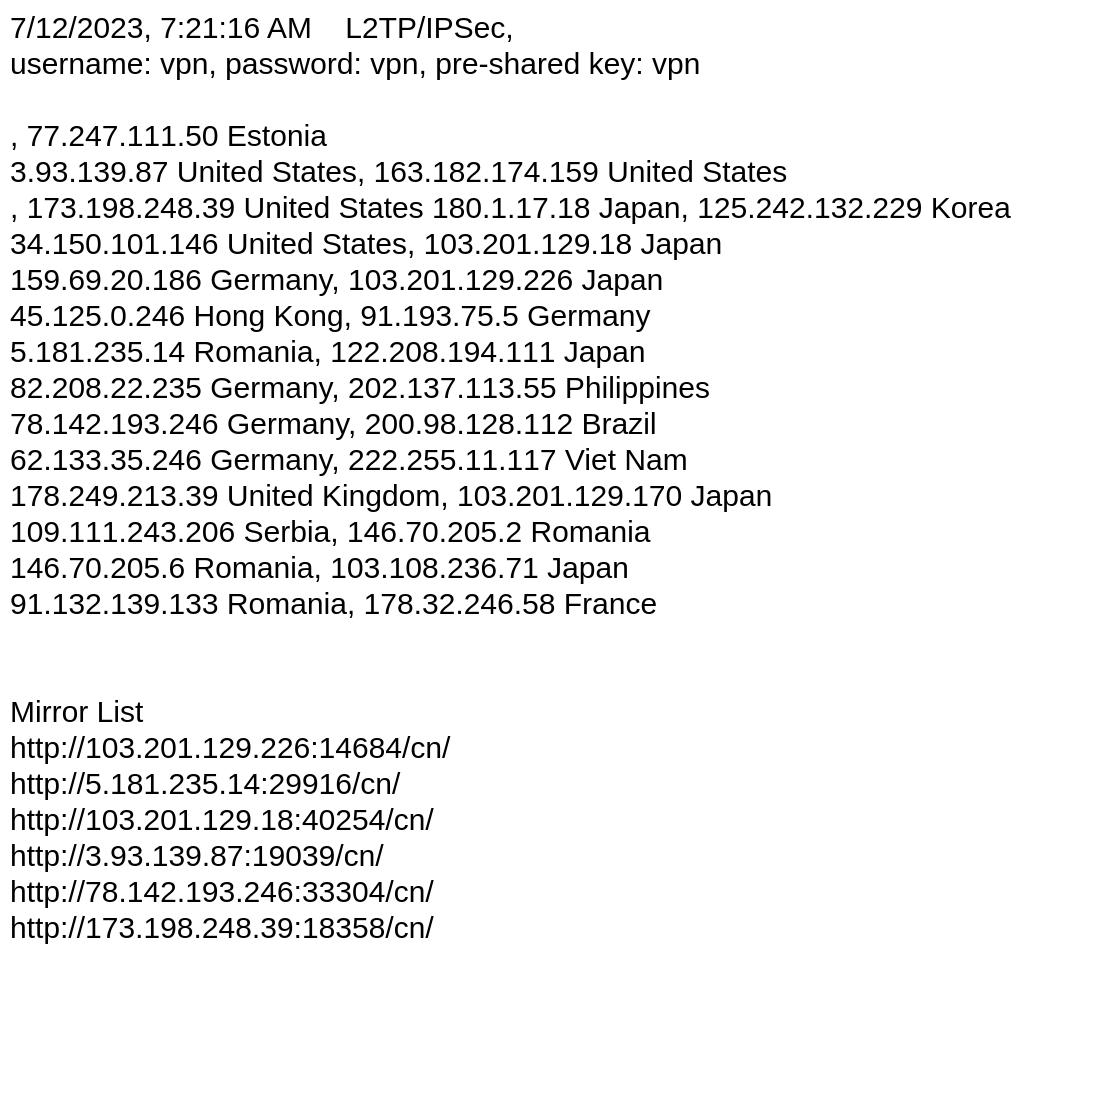 7/12/2023, 7:21:16 AM    L2TP/IPSec,
username: vpn, password: vpn, pre-shared key: vpn
, 77.247.111.50 Estonia
3.93.139.87 United States, 163.182.174.159 United States
, 173.198.248.39 United States 180.1.17.18 Japan, 125.242.132.229 Korea
34.150.101.146 United States, 103.201.129.18 Japan
159.69.20.186 Germany, 103.201.129.226 Japan
45.125.0.246 Hong Kong, 91.193.75.5 Germany
5.181.235.14 Romania, 122.208.194.111 Japan
82.208.22.235 Germany, 202.137.113.55 Philippines
78.142.193.246 Germany, 200.98.128.112 Brazil
62.133.35.246 Germany, 222.255.11.117 Viet Nam
178.249.213.39 United Kingdom, 103.201.129.170 Japan
109.111.243.206 Serbia, 146.70.205.2 Romania
146.70.205.6 Romania, 103.108.236.71 Japan
91.132.139.133 Romania, 178.32.246.58 France
Mirror List
http://103.201.129.226:14684/cn/
http://5.181.235.14:29916/cn/
http://103.201.129.18:40254/cn/
http://3.93.139.87:19039/cn/
http://78.142.193.246:33304/cn/
http://173.198.248.39:18358/cn/